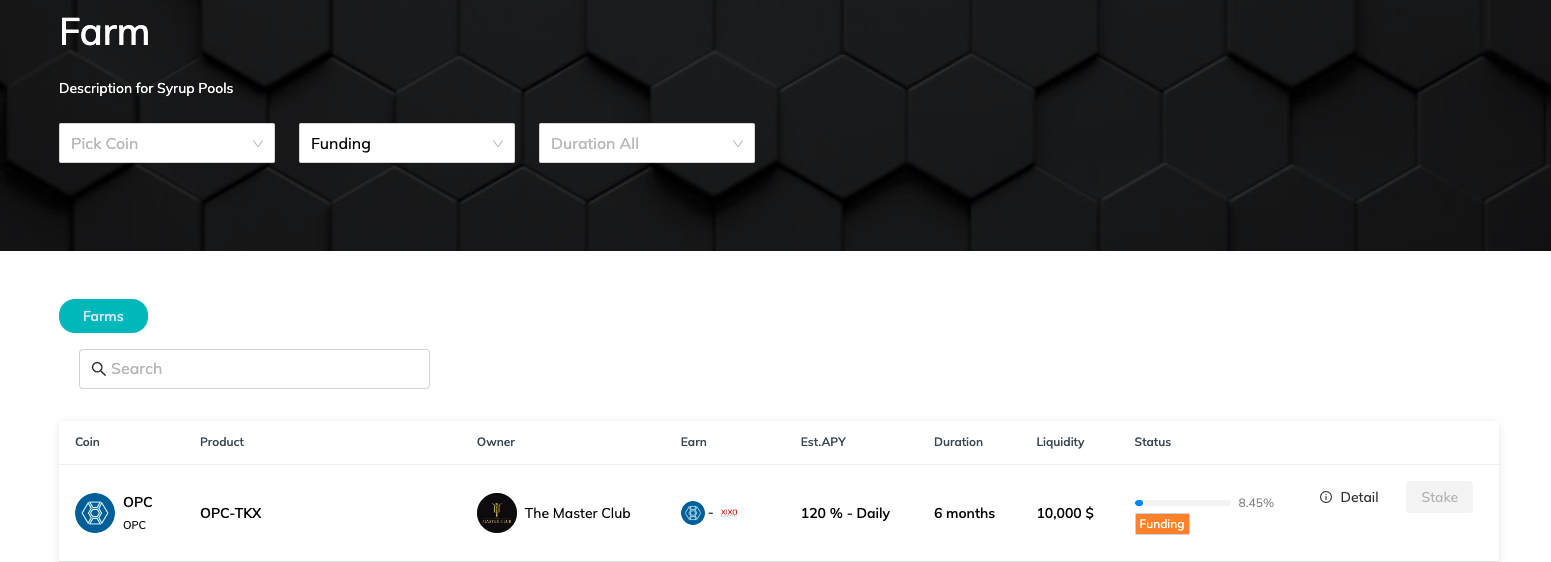 Farm
Description for Syrup Pools
Pick Coin Funding Duration All
Farms
Search
Coin Product Owner Earn Est.APY Duration Liquidity Status
OPC
OPC
OPC-TKX
MASTER CLUB
The Master Club
- XIXO
120 % - Daily
6 months
10,000 $
8.45%
Funding
Detail
Stake